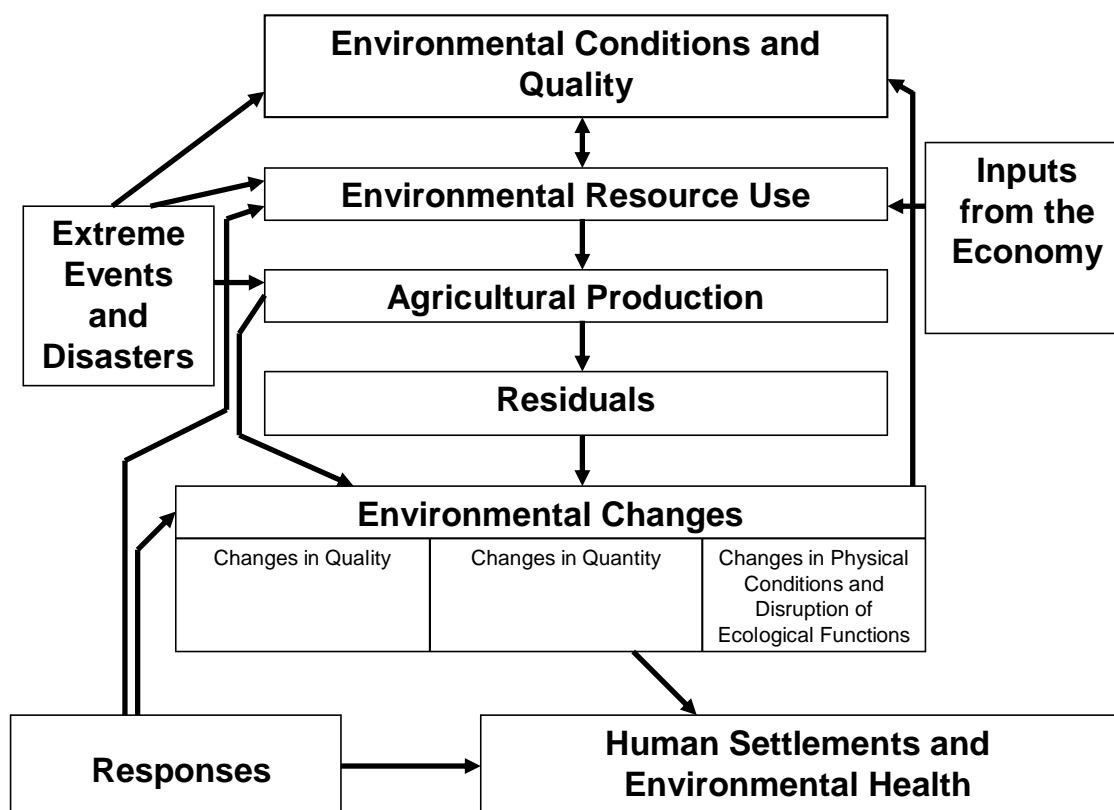 Environmental Conditions and
Quality
Environmental Resource Use
Inputs
from the
Economy
Extreme
Events
and
Disasters
Agricultural Production
Residuals
Environmental Changes
Changes in Quality
Changes in Quantity
Changes in Physical
Conditions and
Disruption of
Ecological Functions
Responses
Human Settlements and
Environmental Health